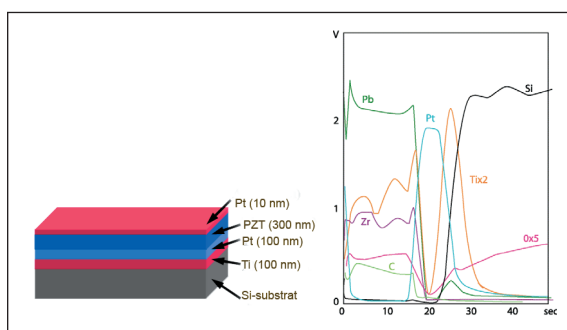 Pt (10 nm)
PZT (300 nm)
Pt (100 nm)
Ti (100 nm)
Si-substrat
V
2
1
0
Pb
Pt
Si
Tix2
Zr
0x5
C
0 10 20 30 40 sec